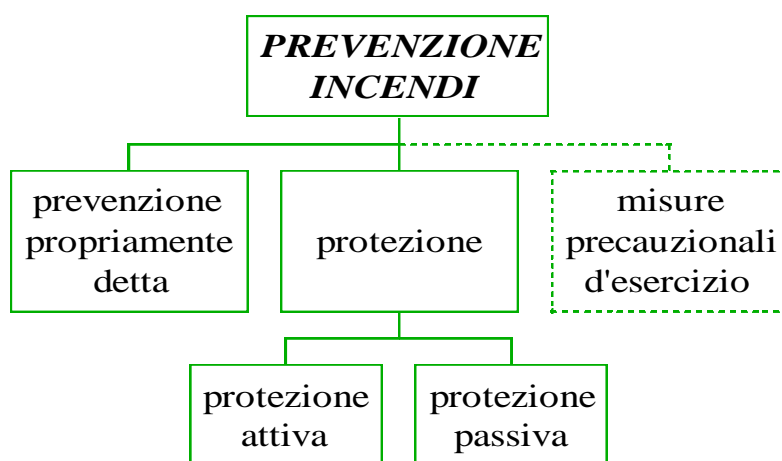 PREVENZIONE
INCENDI
prevenzione
propriamente
detta
protezione
misure
precauzionali
d'esercizio
protezione
attiva
protezione
passiva